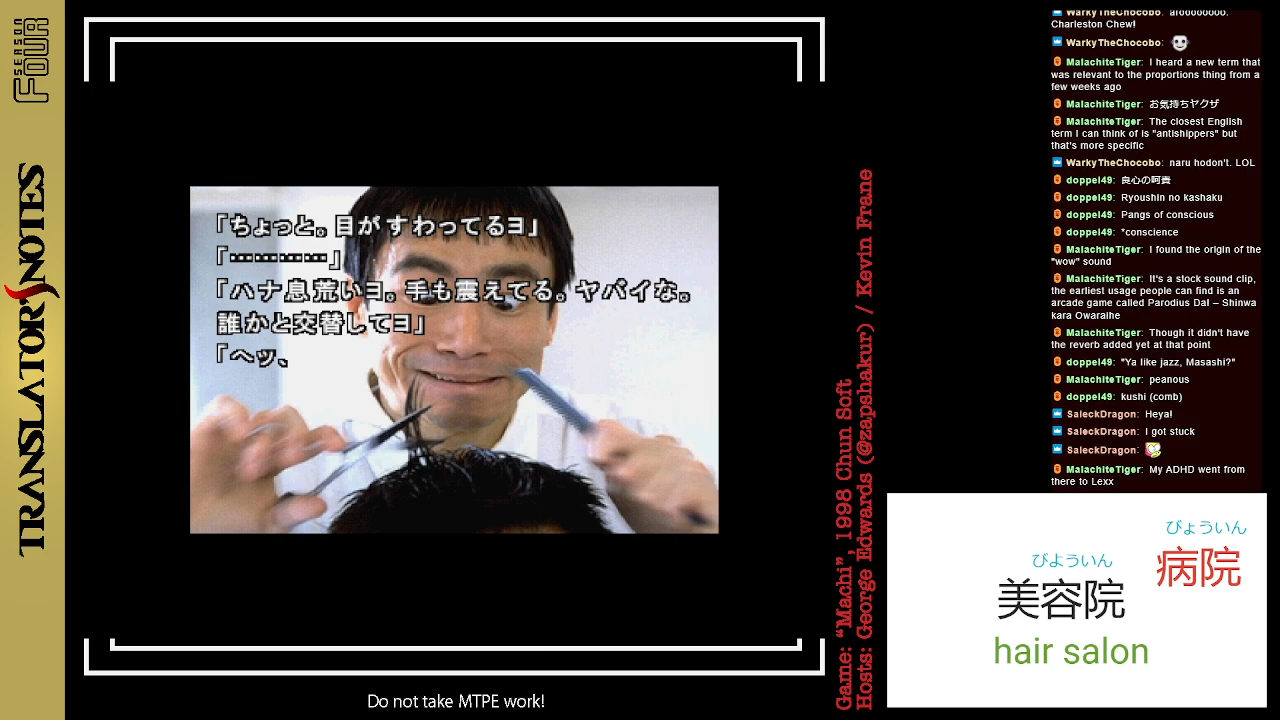 SEASON
FOUR
TRANSLATOR'S NOTES
「ちょっと。目がすわってるヨ」
「…………」
「ハナ息荒いヨ。手も震えてる。ヤバイな。
誰かと交替してヨ」
「ヘッ、
Do not take MTPE work!
Game: "Machi", 1998 Chun Soft
Hosts: George Edwards (@zapshakur) / Kevin Frane
WarkyTheChocobo: afoooooooo.
Charleston Chew!
WarkyTheChocobo:
MalachiteTiger: I heard a new term that
was relevant to the proportions thing from a
few weeks ago
MalachiteTiger: お気持ちヤクザ
MalachiteTiger: The closest English
term I can think of is "antishippers" but
that's more specific
WarkyTheChocobo: naru hodon't. LOL
doppel49: 良心の呵責
doppel49: Ryoushin no kashaku
doppel49: Pangs of conscious
doppel49: *conscience
MalachiteTiger: I found the origin of the
"wow" sound
MalachiteTiger: It's a stock sound clip,
the earliest usage people can find is an
arcade game called Parodius Da! – Shinwa
kara Owaraihe
MalachiteTiger: Though it didn't have
the reverb added yet at that point
doppel49: "Ya like jazz, Masashi?"
MalachiteTiger: peanous
doppel49: kushi (comb)
SaleckDragon: Heya!
SaleckDragon: I got stuck
SaleckDragon:
MalachiteTiger: My ADHD went from
there to Lexx
びょういん
病院
びよういん
美容院
hair salon